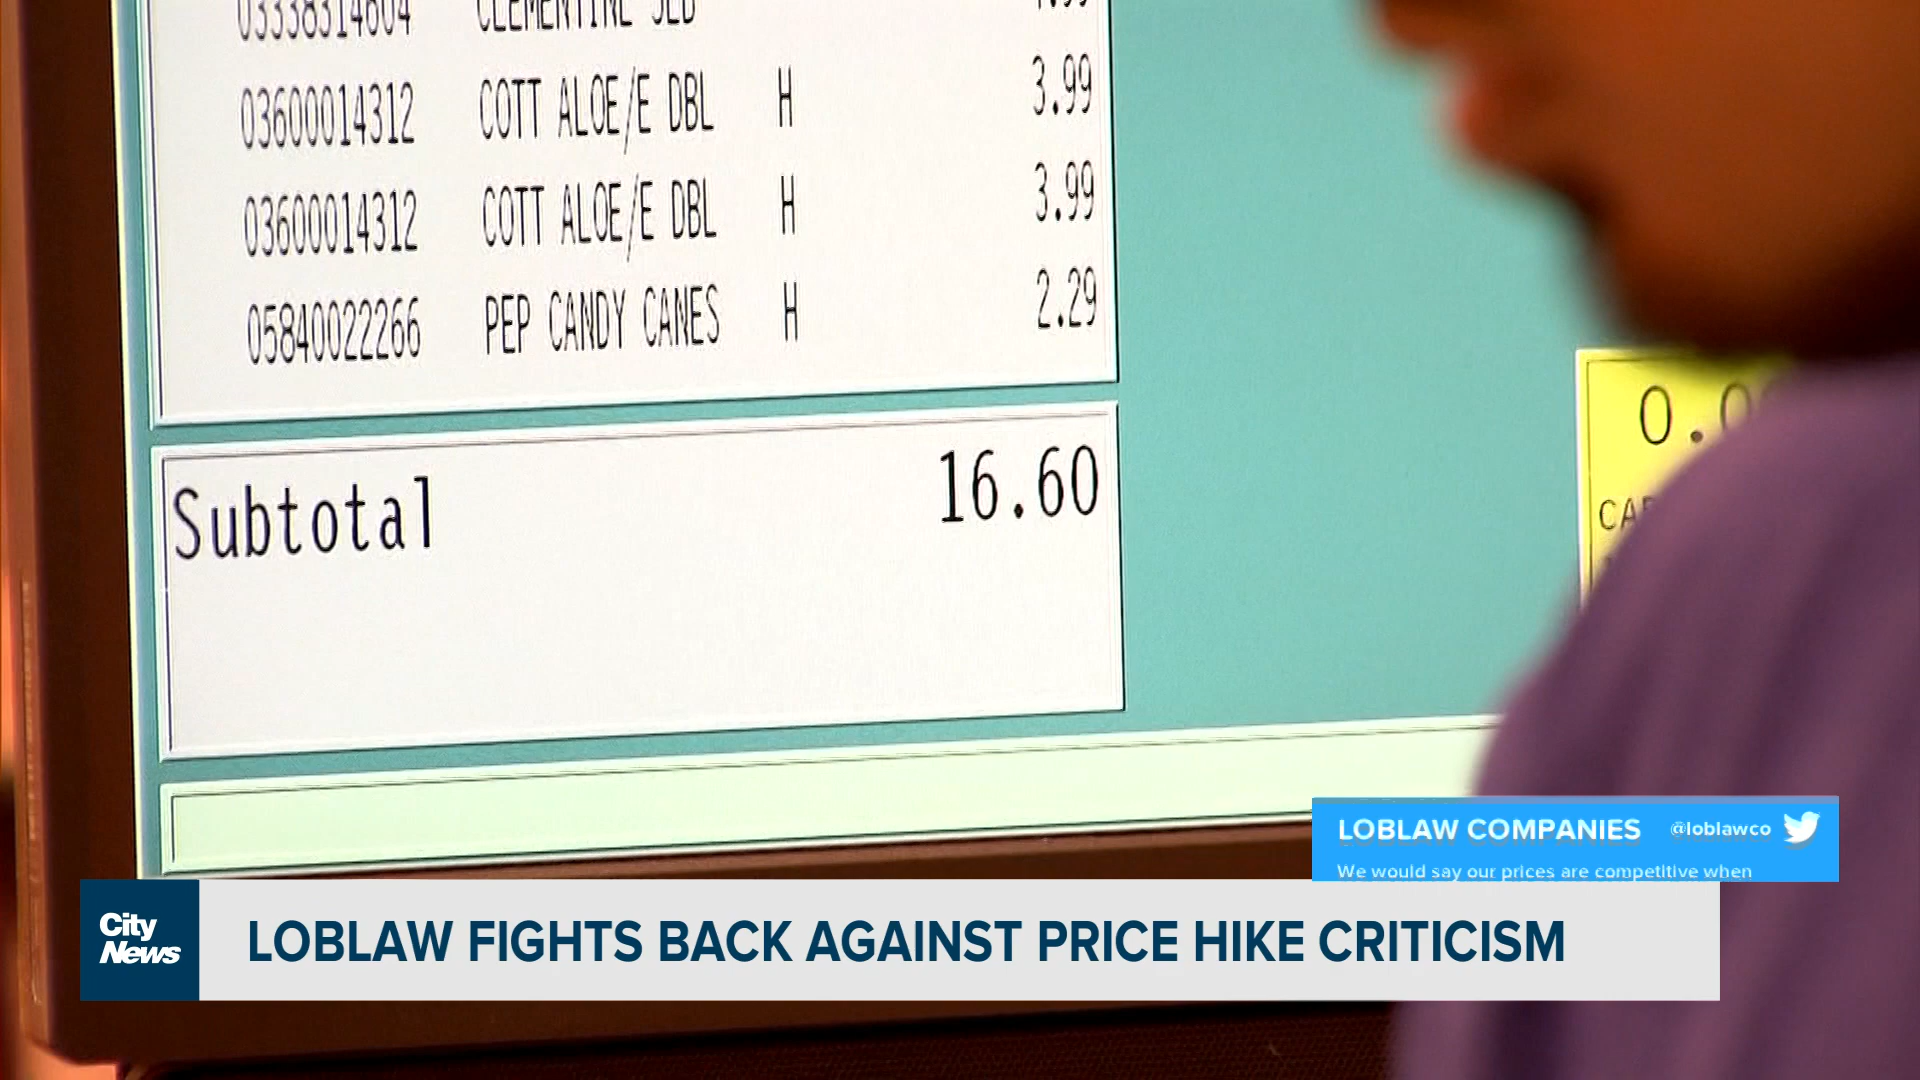 03600014312 COTT ALOE/E DBL H 3.99
03600014312 COTT ALOE/E DBL H 3.99
05840022266 PEP CANDY CANES H 2.29
Subtotal 16.60
LOBLAW COMPANIES @loblawco
We would say our prices are competitive when
City News
LOBLAW FIGHTS BACK AGAINST PRICE HIKE CRITICISM